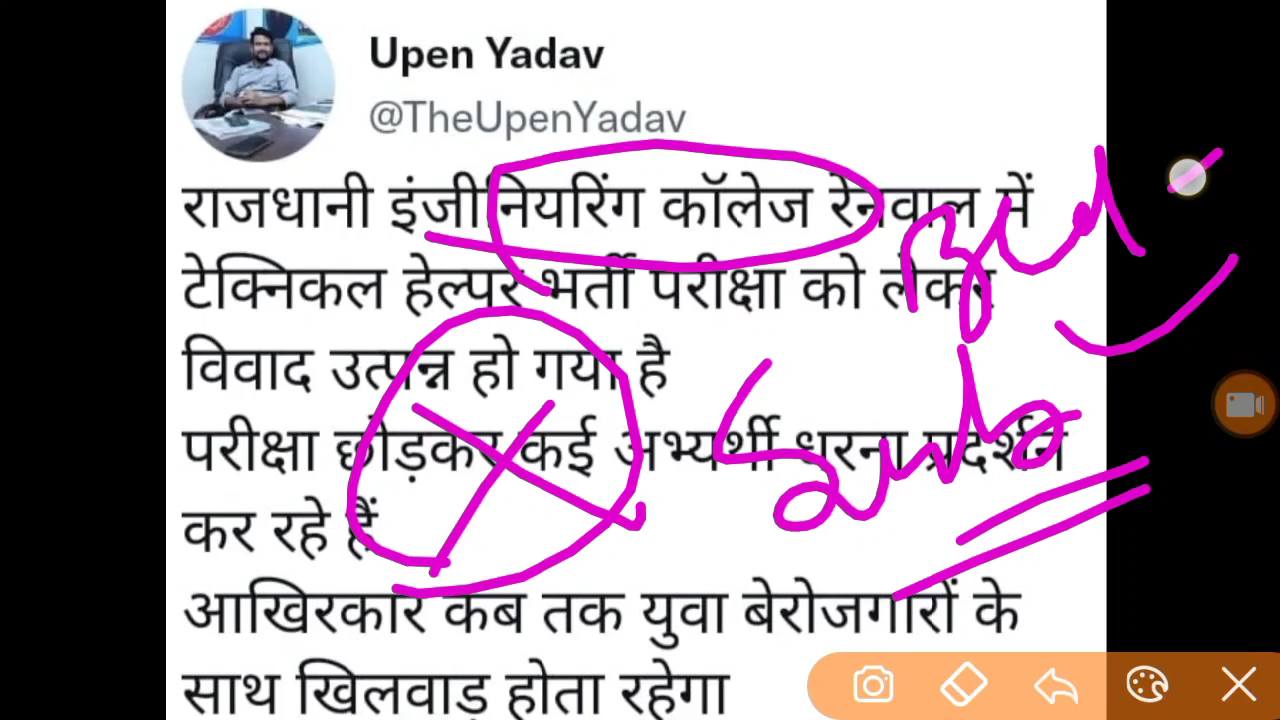 Upen Yadav
@TheUpenYadav
राजधानी इंजीनियरिंग कॉलेज रेनवाल में
टेक्निकल हेल्पर भर्ती परीक्षा को लेकर
विवाद उत्पन्न हो गया है
परीक्षा छोड़कर कई अभ्यर्थी धरना प्रदर्शन
कर रहे हैं
आखिरकार कब तक युवा बेरोजगारों के
साथ खिलवाड़ होता रहेगा